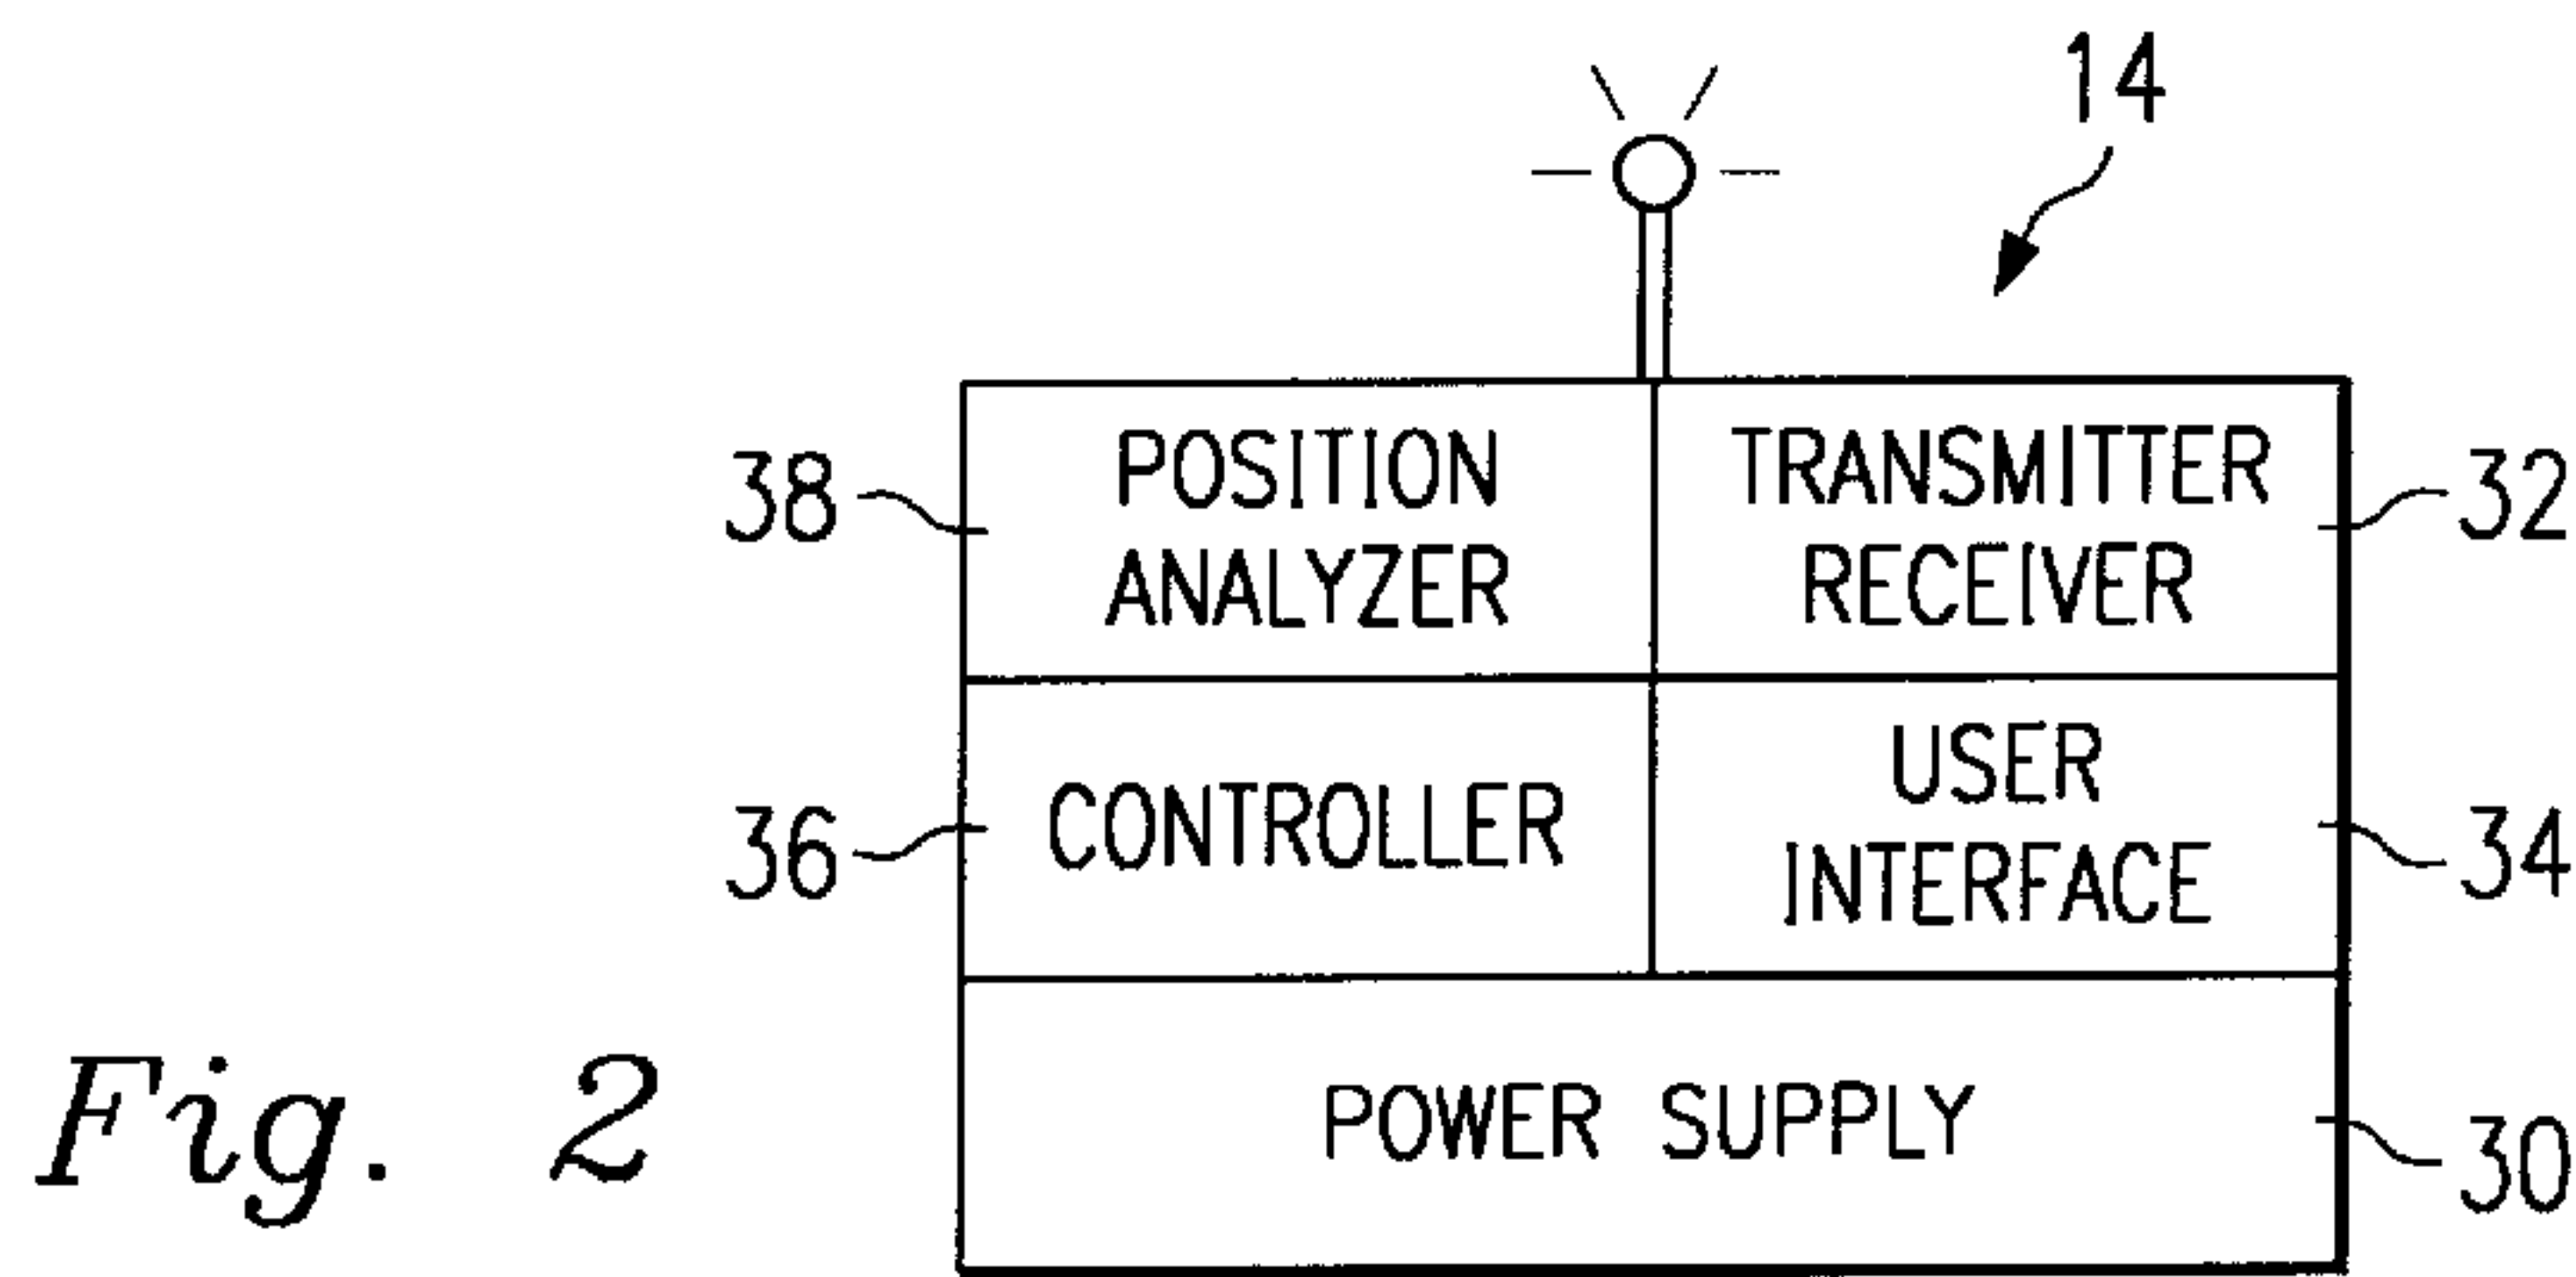 14
POSITION
ANALYZER
38
TRANSMITTER
RECEIVER
32
CONTROLLER
36
USER
INTERFACE
34
POWER SUPPLY
30
Fig. 2